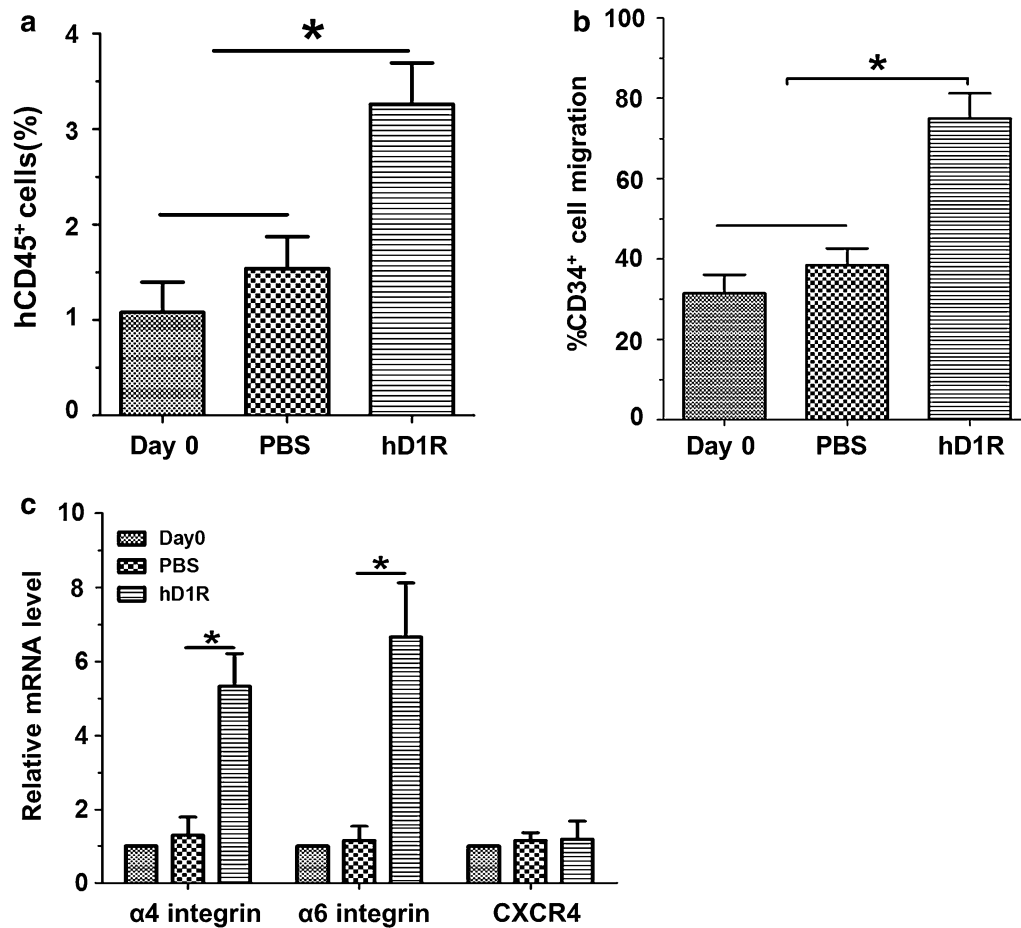 a
*
4
3
2
1
0
hCD45+ cells(%)
Day 0 PBS hD1R
b
*
100
80
60
40
20
0
%CD34+ cell migration
Day 0 PBS hD1R
c
10
8
6
4
2
0
Relative mRNA level
Day0
PBS
hD1R
*
*
α4 integrin α6 integrin CXCR4